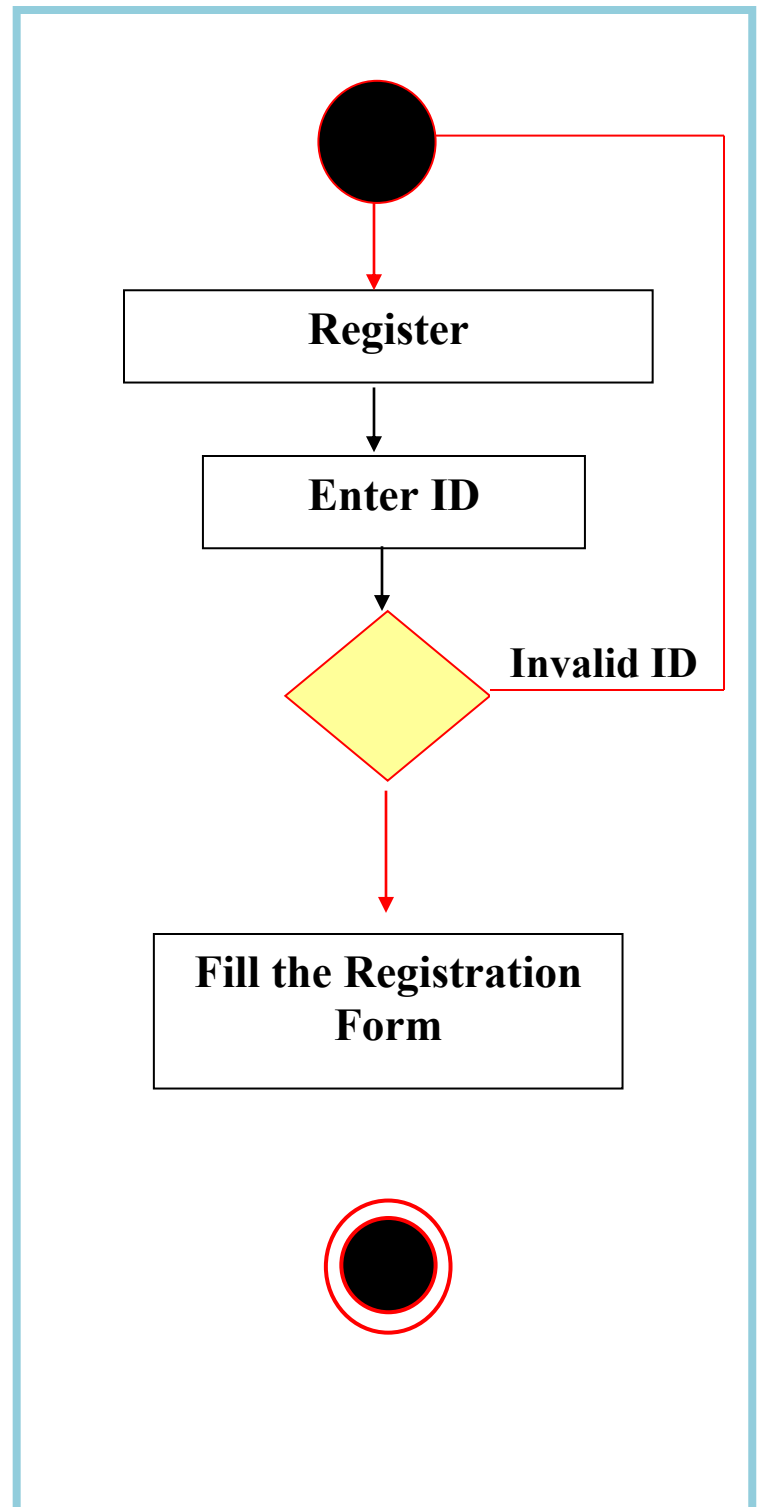 Register
Enter ID
Invalid ID
Fill the Registration
Form